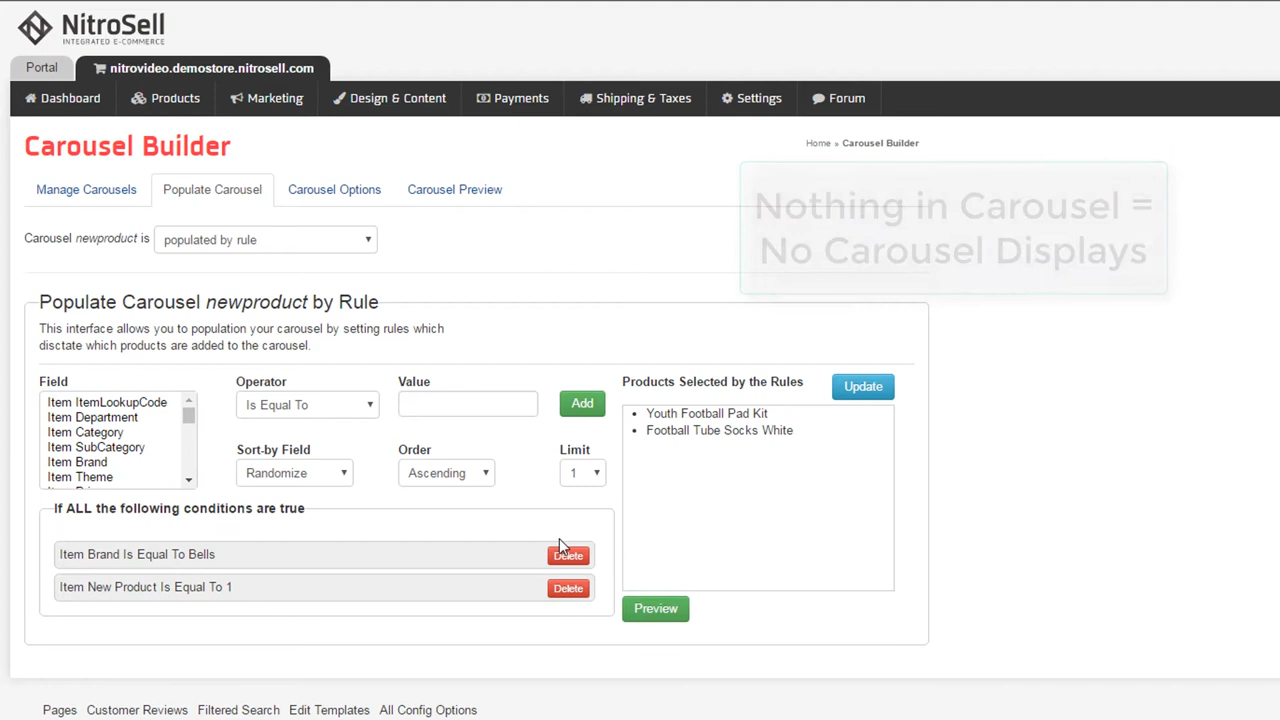 NitroSell
INTEGRATED E-COMMERCE
Portal
nitrovideo.demostore.nitrosell.com
Dashboard Products Marketing Design & Content Payments Shipping & Taxes Settings Forum
Carousel Builder
Home » Carousel Builder
Manage Carousels Populate Carousel Carousel Options Carousel Preview
Nothing in Carousel =
No Carousel Displays
Carousel newproduct is populated by rule
Populate Carousel newproduct by Rule
This interface allows you to population your carousel by setting rules which
disctate which products are added to the carousel.
Field Operator Value Products Selected by the Rules Update
Item ItemLookupCode
Item Department
Item Category
Item SubCategory
Item Brand
Item Theme
Is Equal To Add
Sort-by Field Order Limit
Randomize Ascending 1
Youth Football Pad Kit
Football Tube Socks White
If ALL the following conditions are true
Item Brand Is Equal To Bells Delete
Item New Product Is Equal To 1 Delete
Preview
Pages Customer Reviews Filtered Search Edit Templates All Config Options